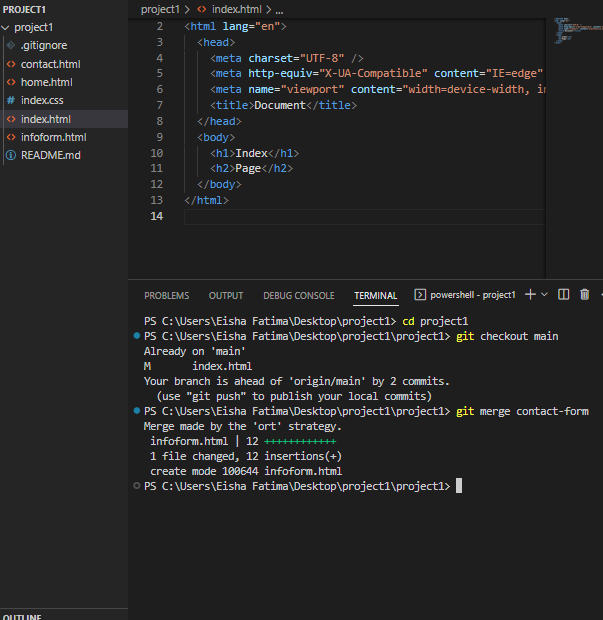 PROJECT1
project1
.gitignore
contact.html
home.html
index.css
index.html
infoform.html
README.md
OUTLINE
project1 > index.html > ...
2 <html lang="en">
3 <head>
4 <meta charset="UTF-8" />
5 <meta http-equiv="X-UA-Compatible" content="IE=edge"
6 <meta name="viewport" content="width=device-width, in
7 <title>Document</title>
8 </head>
9 <body>
10 <h1>Index</h1>
11 <h2>Page</h2>
12 </body>
13 </html>
14
PROBLEMS OUTPUT DEBUG CONSOLE TERMINAL powershell - project1
PS C:\Users\Eisha Fatima\Desktop\project1> cd project1
PS C:\Users\Eisha Fatima\Desktop\project1\project1> git checkout main
Already on 'main'
M index.html
Your branch is ahead of 'origin/main' by 2 commits.
(use "git push" to publish your local commits)
PS C:\Users\Eisha Fatima\Desktop\project1\project1> git merge contact-form
Merge made by the 'ort' strategy.
infoform.html | 12 ++++++++++++
1 file changed, 12 insertions(+)
create mode 100644 infoform.html
PS C:\Users\Eisha Fatima\Desktop\project1\project1>